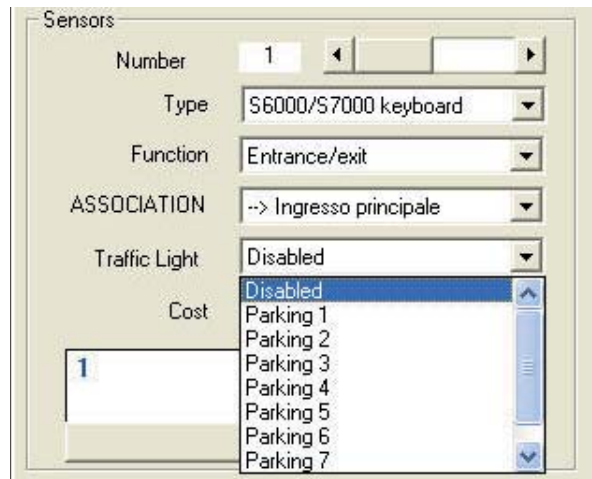 Sensors
Number 1
Type S6000/S7000 keyboard
Function Entrance/exit
ASSOCIATION --> Ingresso principale
Traffic Light Disabled
Disabled
Cost Parking 1
Parking 2
1 Parking 3
Parking 4
Parking 5
Parking 6
Parking 7